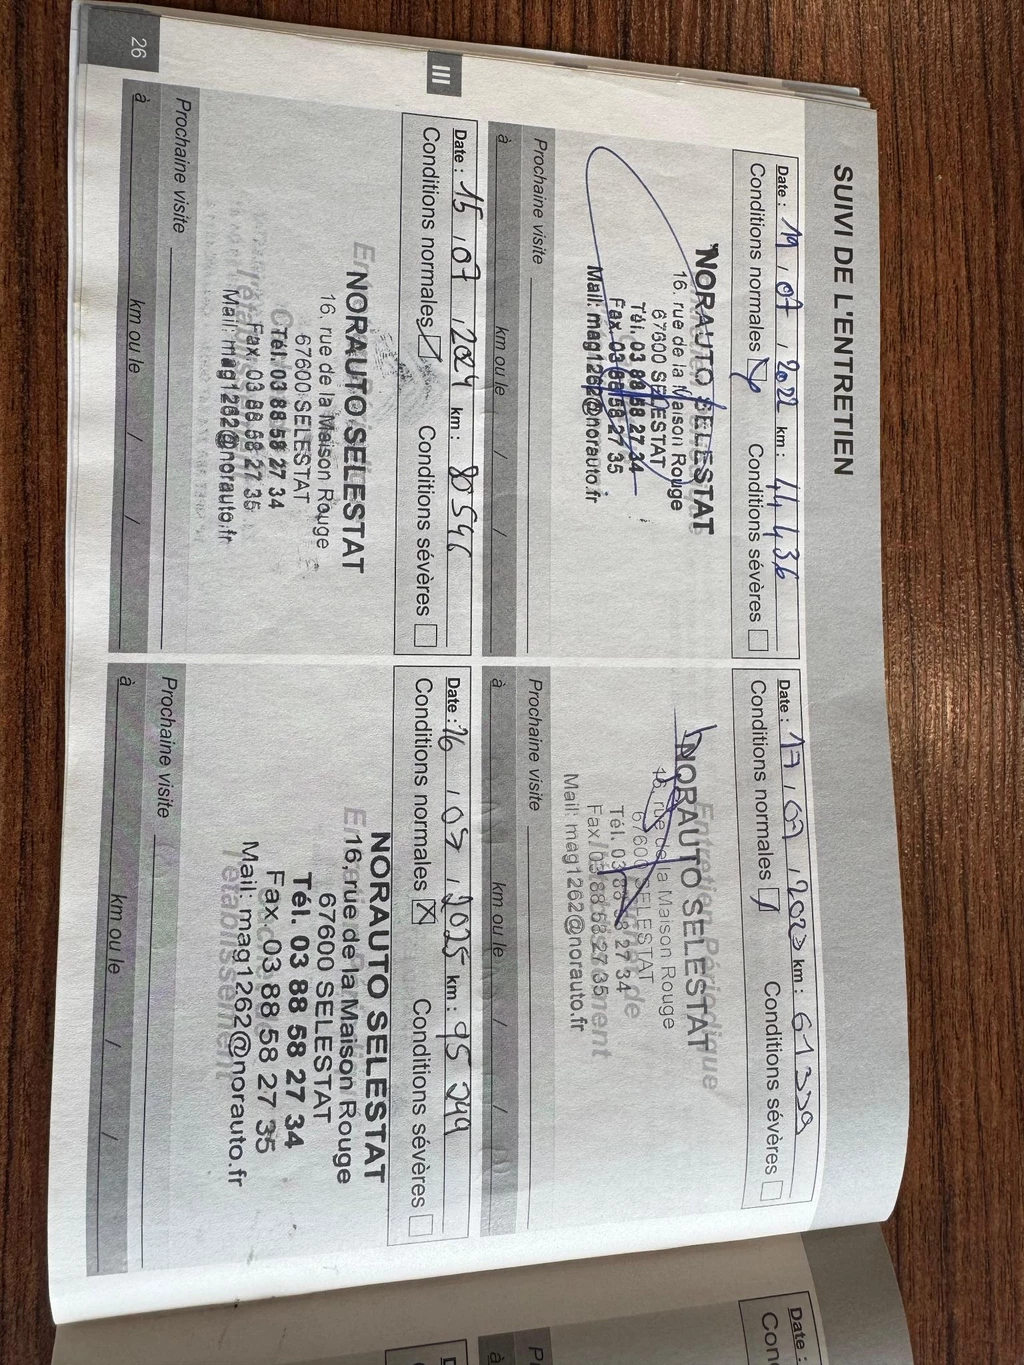 SUIVI DE L'ENTRETIEN
Date : 19 / 07 / 2022 km : 44 436
Conditions normales Conditions sévères
NORAUTO SELESTAT
16. rue de la Maison Rouge
67600 SELESTAT
Tél. 03 88 58 27 34
Fax. 03 88 58 27 35
Mail: mag1262@norauto.fr
Prochaine visite
à km ou le / /
Date : 17 / 07 / 2023 km : 61 339
Conditions normales Conditions sévères
Entretien Périodique
NORAUTO SELESTAT
16, rue de la Maison Rouge
67600 SELESTAT
Tél. 03 88 58 27 34
Fax 03 88 58 27 35
Mail: mag1262@norauto.fr
Prochaine visite
à km ou le / /
III
Date : 15 / 07 / 2024 km : 80 546
Conditions normales Conditions sévères
NORAUTO SELESTAT
16, rue de la Maison Rouge
67600 SELESTAT
Tél. 03 88 58 27 34
Fax. 03 88 58 27 35
Mail: mag1262@norauto.fr
Prochaine visite
à km ou le / /
Date : 16 / 07 / 2025 km : 95 244
Conditions normales Conditions sévères
NORAUTO SELESTAT
16, rue de la Maison Rouge
67600 SELESTAT
Tél. 03 88 58 27 34
Fax. 03 88 58 27 35
Mail: mag1262@norauto.fr
l'établissement
Prochaine visite
à km ou le / /
26
Date :